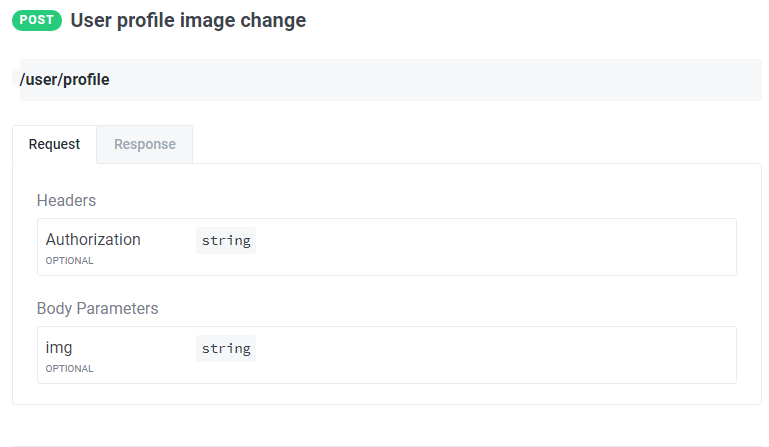 POST User profile image change
/user/profile
Request Response
Headers
Authorization string
OPTIONAL
Body Parameters
img string
OPTIONAL